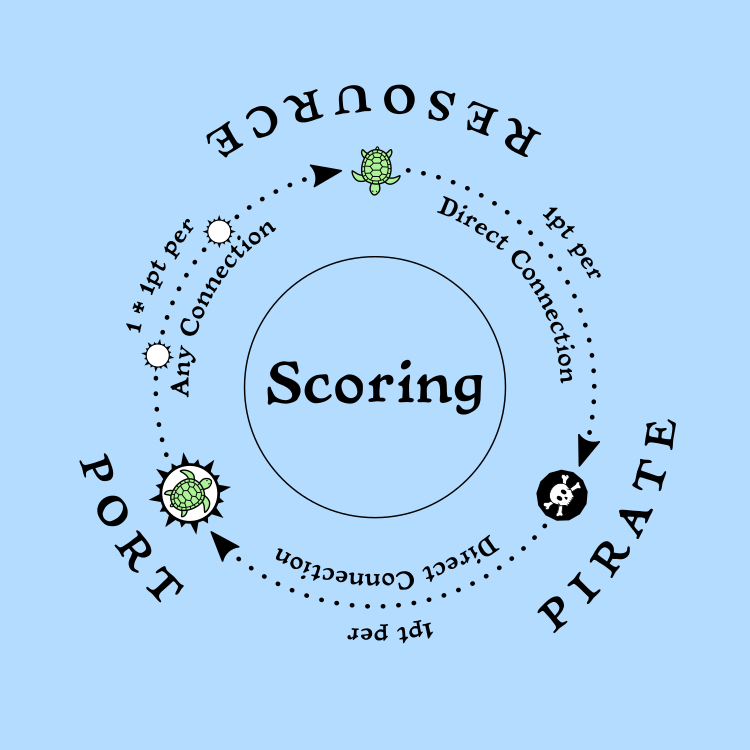 RESOURCE
1pt per
Direct Connection
1 + 1pt per
Any Connection
Scoring
PIRATE
PORT
Direct Connection
1pt per